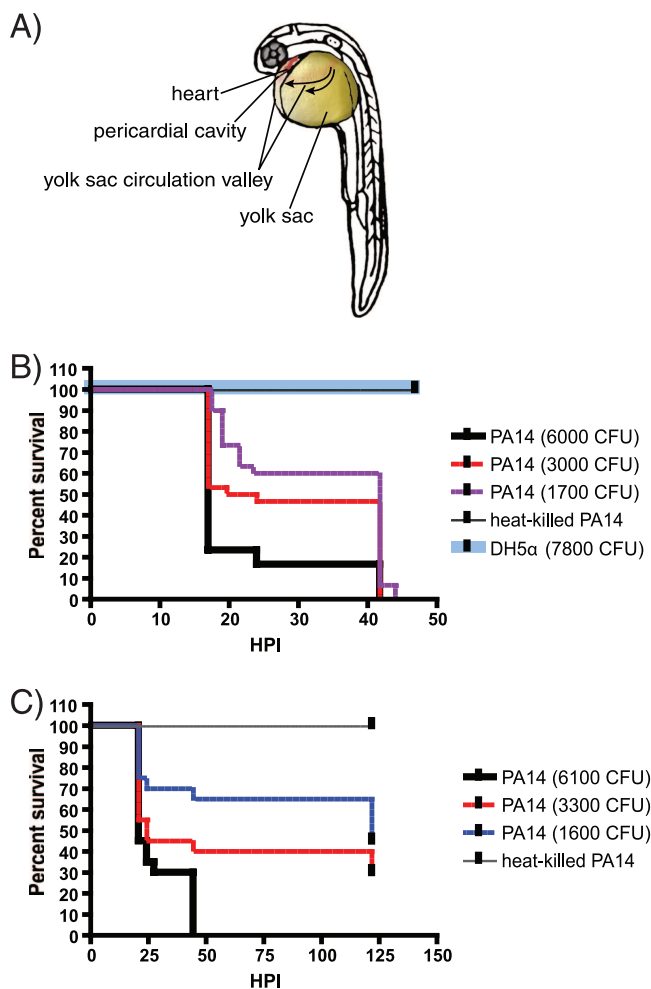 A)
heart
pericardial cavity
yolk sac circulation valley
yolk sac
B)
Percent survival
110
100
90
80
70
60
50
40
30
20
10
0
0 10 20 30 40 50
HPI
PA14 (6000 CFU)
PA14 (3000 CFU)
PA14 (1700 CFU)
heat-killed PA14
DH5α (7800 CFU)
C)
Percent survival
110
100
90
80
70
60
50
40
30
20
10
0
0 25 50 75 100 125 150
HPI
PA14 (6100 CFU)
PA14 (3300 CFU)
PA14 (1600 CFU)
heat-killed PA14